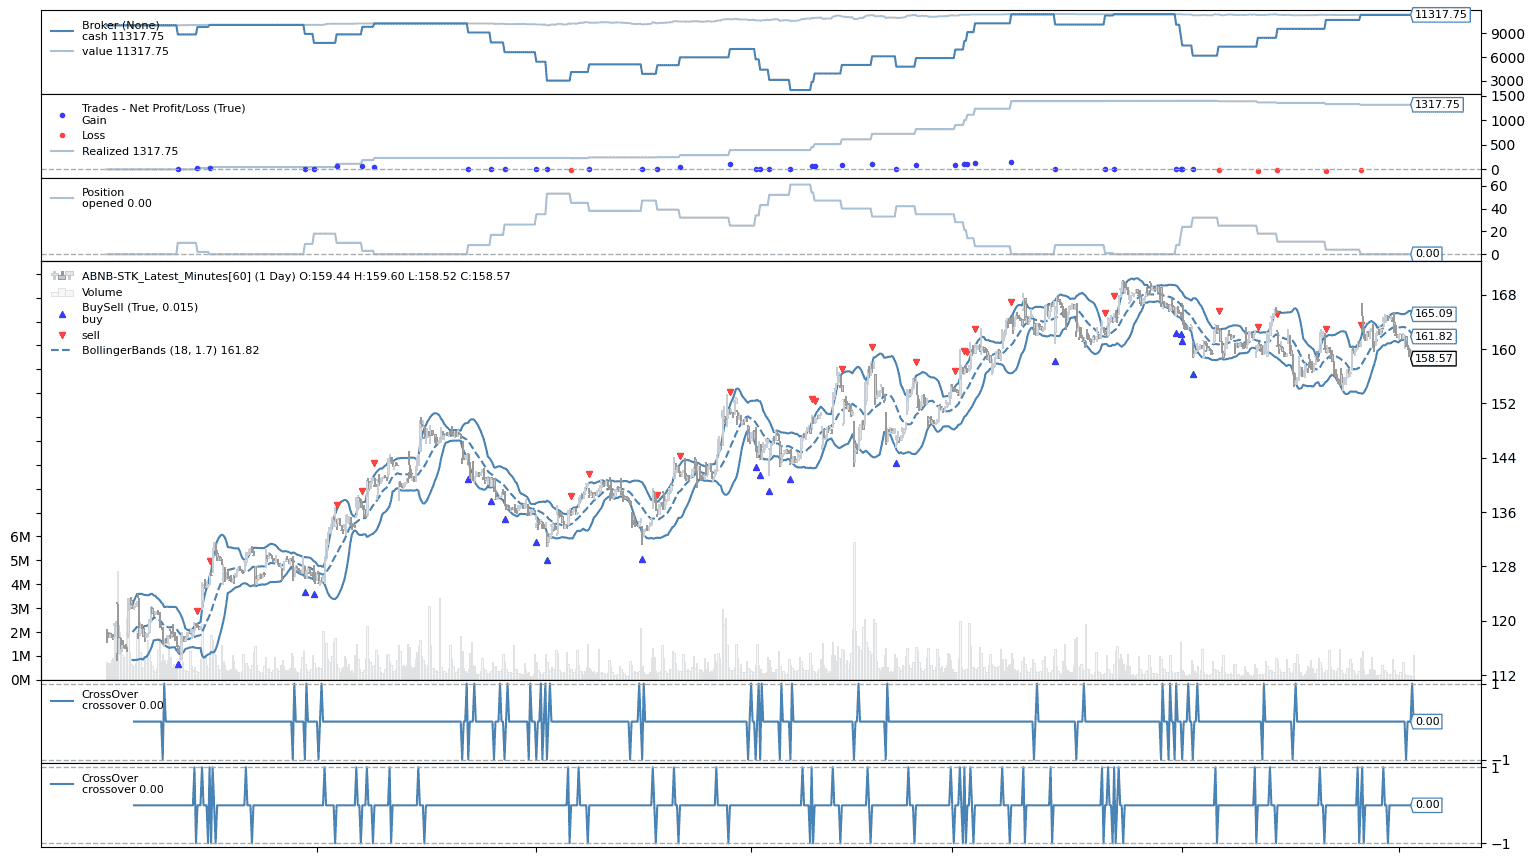 Broker (None)
cash 11317.75
value 11317.75
11317.75
9000
6000
3000
Trades - Net Profit/Loss (True)
Gain
Loss
Realized 1317.75
1500
1317.75
1000
500
0
Position
opened 0.00
60
40
20
0
0.00
ABNB-STK_Latest_Minutes[60] (1 Day) O:159.44 H:159.60 L:158.52 C:158.57
Volume
BuySell (True, 0.015)
buy
sell
BollingerBands (18, 1.7) 161.82
168
165.09
161.82
160
158.57
152
144
136
128
120
112
6M
5M
4M
3M
2M
1M
0M
CrossOver
crossover 0.00
1
0.00
−1
CrossOver
crossover 0.00
1
0.00
−1